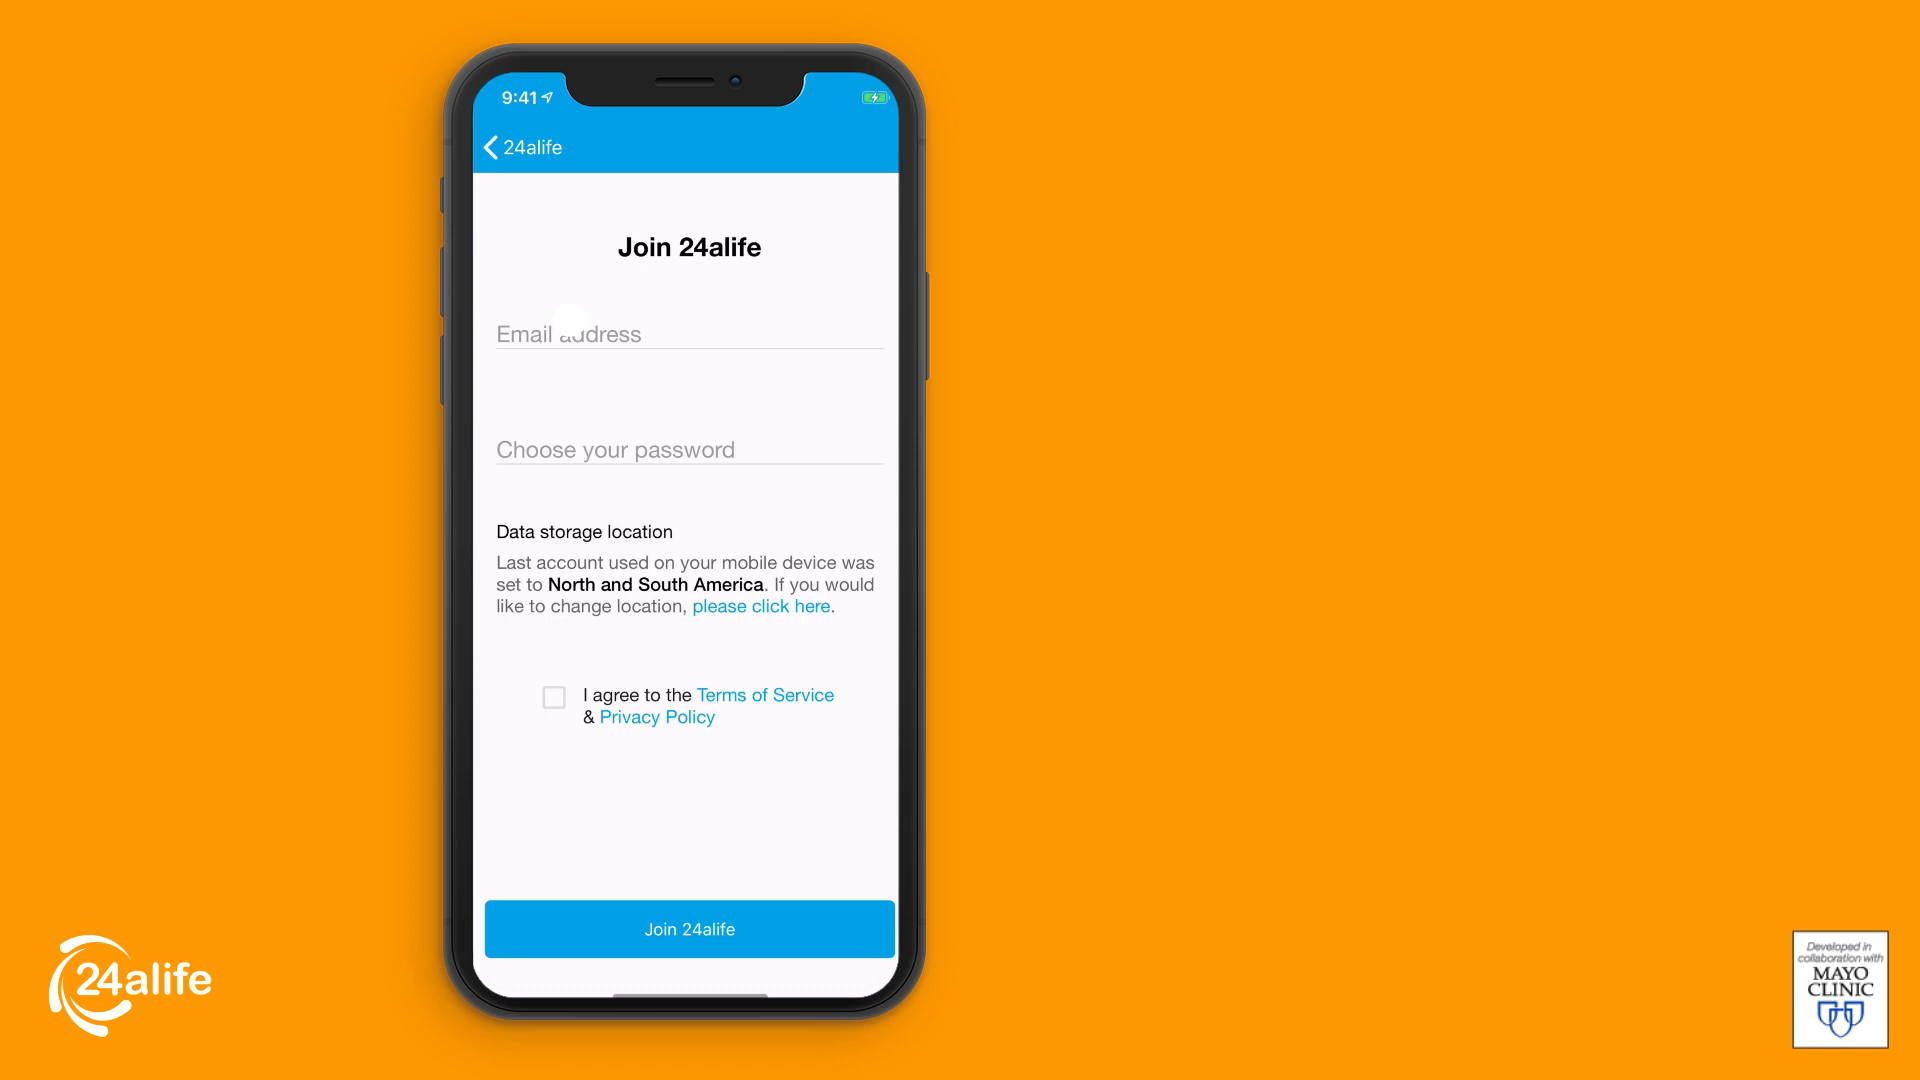 9:41
24alife
Join 24alife
Email address
Choose your password
Data storage location
Last account used on your mobile device was
set to North and South America. If you would
like to change location, please click here.
I agree to the Terms of Service
& Privacy Policy
Join 24alife
24alife
Developed in
collaboration with
MAYO
CLINIC